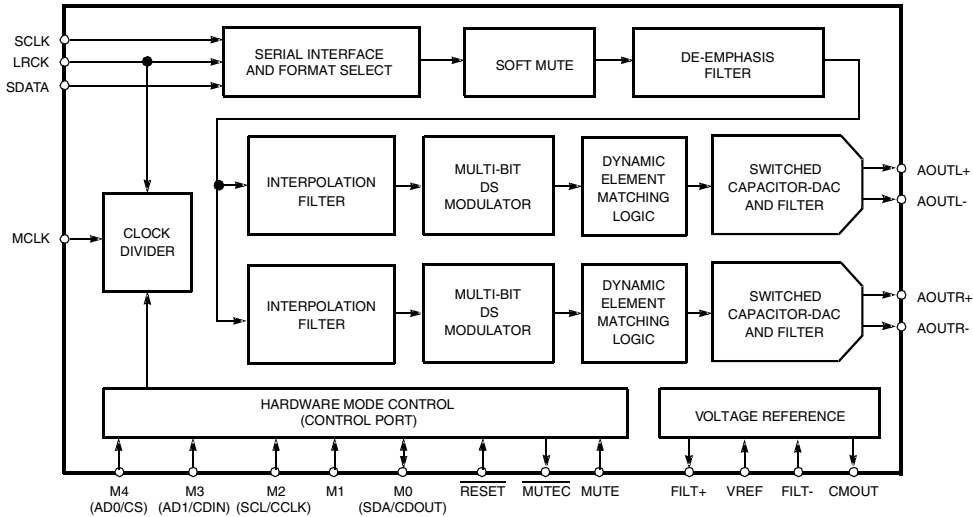 SCLK
LRCK
SDATA
SERIAL INTERFACE
AND FORMAT SELECT
SOFT MUTE
DE-EMPHASIS
FILTER
INTERPOLATION
FILTER
MULTI-BIT
DS
MODULATOR
DYNAMIC
ELEMENT
MATCHING
LOGIC
SWITCHED
CAPACITOR-DAC
AND FILTER
AOUTL+
AOUTL-
MCLK
CLOCK
DIVIDER
INTERPOLATION
FILTER
MULTI-BIT
DS
MODULATOR
DYNAMIC
ELEMENT
MATCHING
LOGIC
SWITCHED
CAPACITOR-DAC
AND FILTER
AOUTR+
AOUTR-
HARDWARE MODE CONTROL
(CONTROL PORT)
VOLTAGE REFERENCE
M4
(AD0/CS)
M3
(AD1/CDIN)
M2
(SCL/CCLK)
M1
M0
(SDA/CDOUT)
RESET
MUTEC
MUTE
FILT+
VREF
FILT-
CMOUT